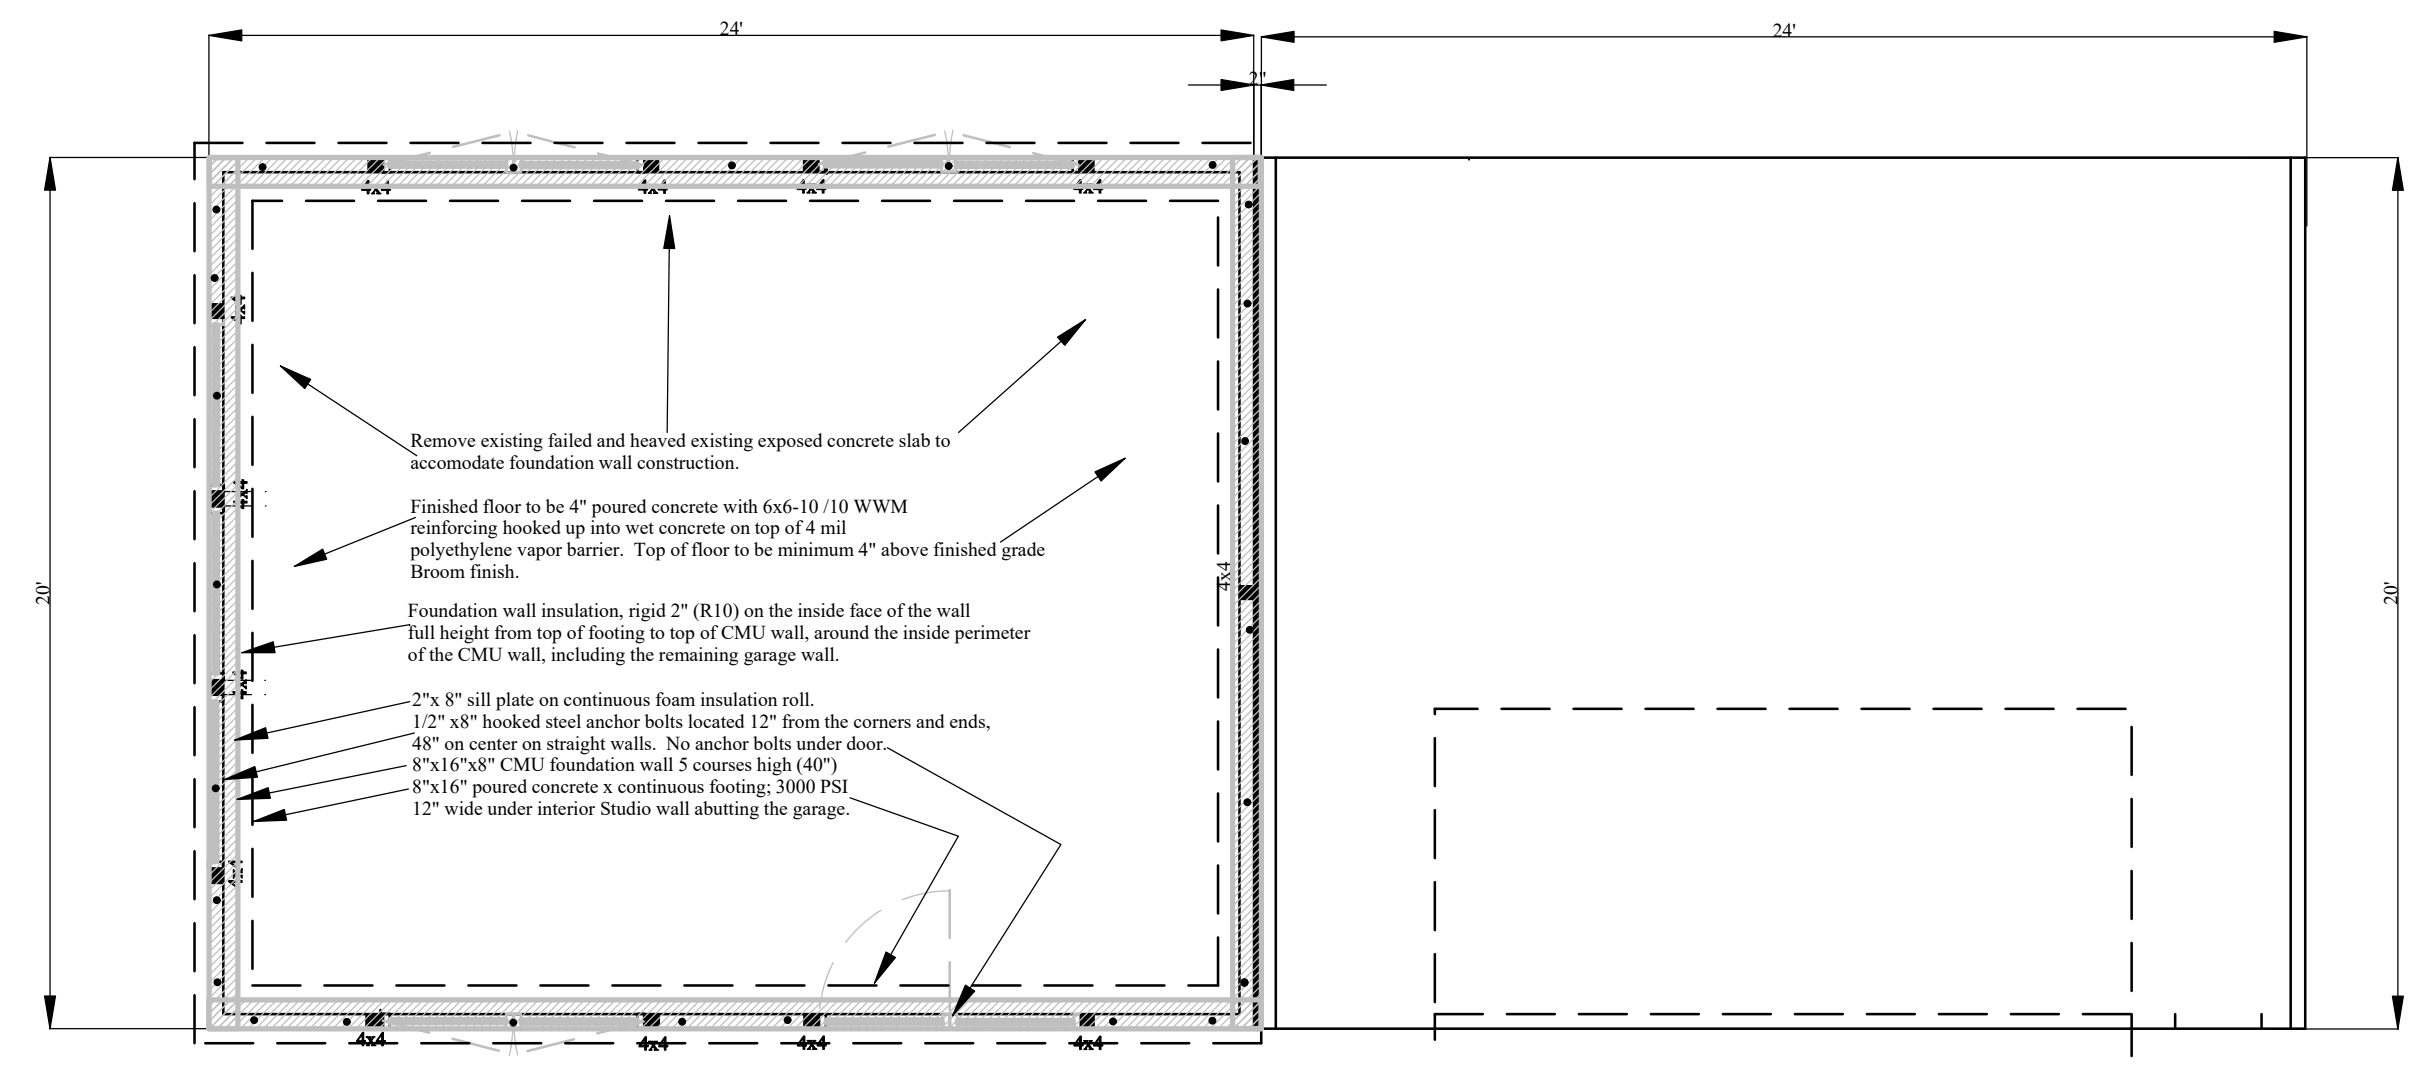 24'
24'
2"
4x4
4x4
4x4
4x4
4x4
Remove existing failed and heaved existing exposed concrete slab to
accomodate foundation wall construction.
4x4
Finished floor to be 4" poured concrete with 6x6-10 /10 WWM
reinforcing hooked up into wet concrete on top of 4 mil
polyethylene vapor barrier.  Top of floor to be minimum 4" above finished grade
Broom finish.
20'
4x4
20'
Foundation wall insulation, rigid 2" (R10) on the inside face of the wall
full height from top of footing to top of CMU wall, around the inside perimeter
of the CMU wall, including the remaining garage wall.
4x4
2"x 8" sill plate on continuous foam insulation roll.
1/2" x8" hooked steel anchor bolts located 12" from the corners and ends,
48" on center on straight walls.  No anchor bolts under door.
8"x16"x8" CMU foundation wall 5 courses high (40")
8"x16" poured concrete x continuous footing; 3000 PSI
12" wide under interior Studio wall abutting the garage.
4x4
4x4
4x4
4x4
4x4